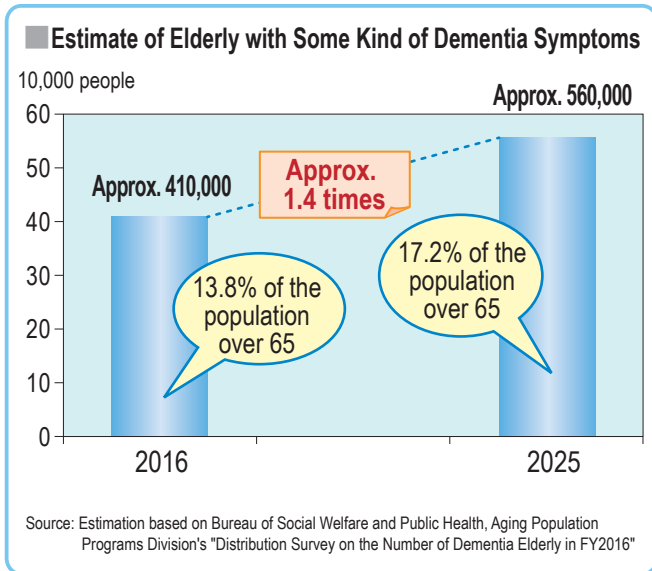 Estimate of Elderly with Some Kind of Dementia Symptoms
10,000 people
Approx. 560,000
60
50
40
30
20
10
0
Approx. 410,000
Approx.
1.4 times
13.8% of the
population
over 65
17.2% of the
population
over 65
2016
2025
Source: Estimation based on Bureau of Social Welfare and Public Health, Aging Population
Programs Division's "Distribution Survey on the Number of Dementia Elderly in FY2016"